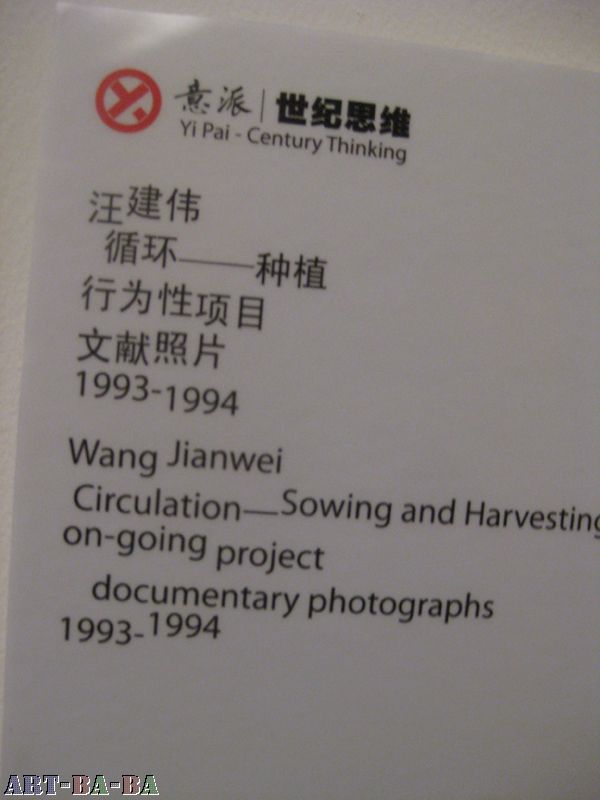 意派 | 世纪思维
Yi Pai - Century Thinking
汪建伟
循环——种植
行为性项目
文献照片
1993-1994
Wang Jianwei
Circulation—Sowing and Harvesting
on-going project
documentary photographs
1993-1994
ART-BA-BA